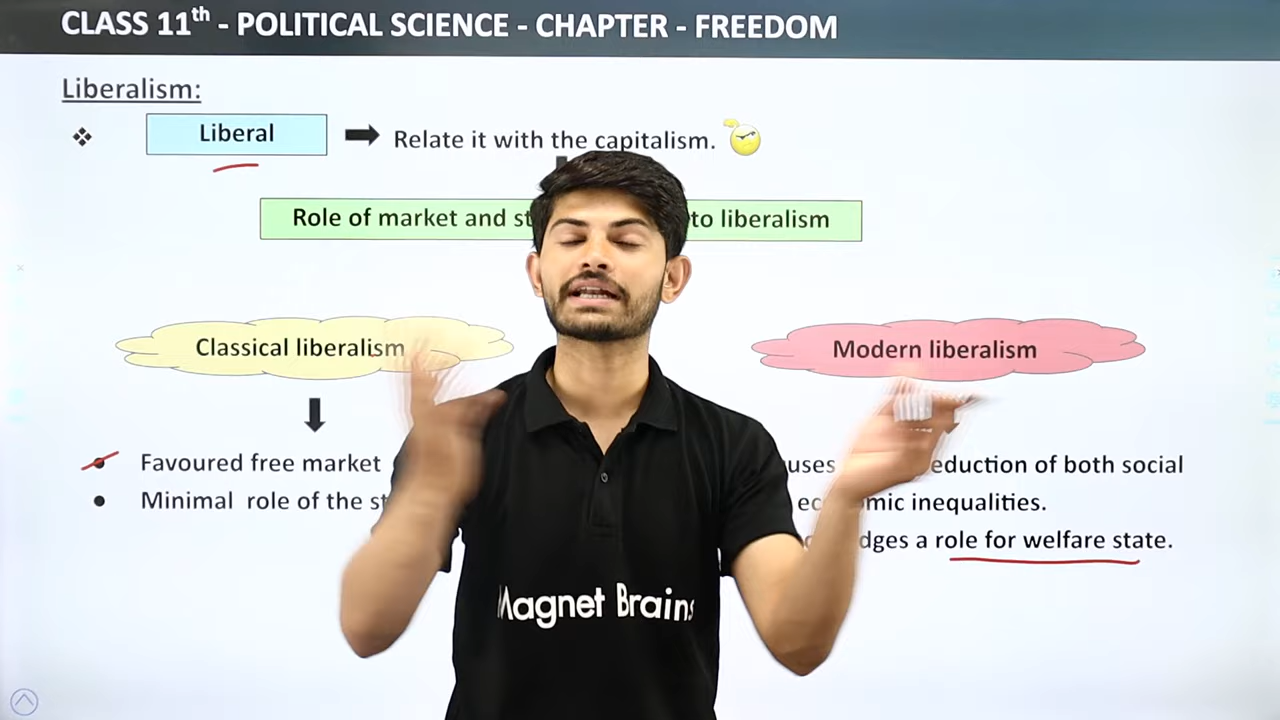 CLASS 11th - POLITICAL SCIENCE - CHAPTER - FREEDOM
Liberalism:
Liberal
Relate it with the capitalism.
Role of market and st to liberalism
Classical liberalism
Modern liberalism
Favoured free market
Minimal role of the st
uses eduction of both social
ec omic inequalities.
dges a role for welfare state.
Magnet Brains